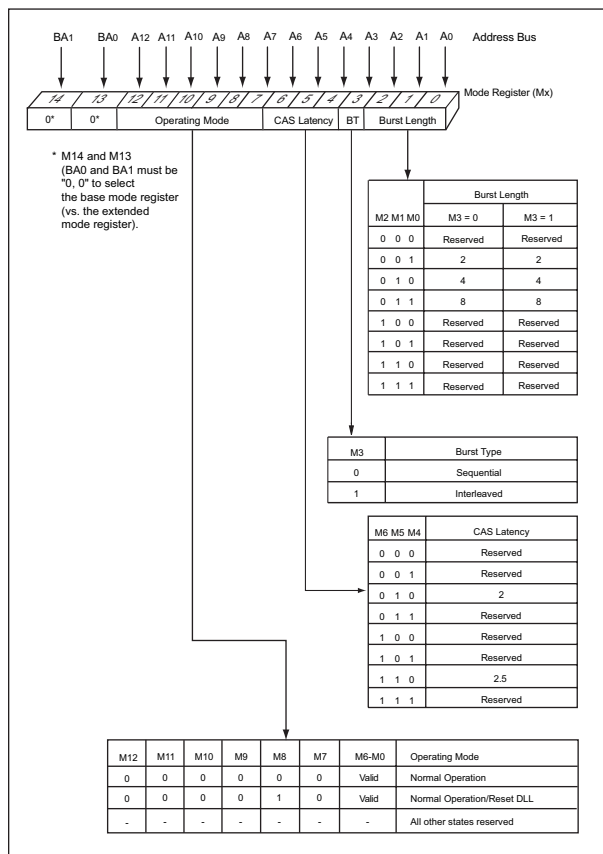 BA1 BA0 A12 A11 A10 A9 A8 A7 A6 A5 A4 A3 A2 A1 A0 Address Bus
14 13 12 11 10 9 8 7 6 5 4 3 2 1 0 Mode Register (Mx)
0* 0* Operating Mode CAS Latency BT Burst Length
* M14 and M13
(BA0 and BA1 must be
"0, 0" to select
the base mode register
(vs. the extended
mode register).
Burst Length
M2 M1 M0 M3 = 0 M3 = 1
0 0 0 Reserved Reserved
0 0 1 2 2
0 1 0 4 4
0 1 1 8 8
1 0 0 Reserved Reserved
1 0 1 Reserved Reserved
1 1 0 Reserved Reserved
1 1 1 Reserved Reserved
M3 Burst Type
0 Sequential
1 Interleaved
M6 M5 M4 CAS Latency
0 0 0 Reserved
0 0 1 Reserved
0 1 0 2
0 1 1 Reserved
1 0 0 Reserved
1 0 1 Reserved
1 1 0 2.5
1 1 1 Reserved
M12 M11 M10 M9 M8 M7 M6-M0 Operating Mode
0 0 0 0 0 0 Valid Normal Operation
0 0 0 0 1 0 Valid Normal Operation/Reset DLL
- - - - - - - All other states reserved